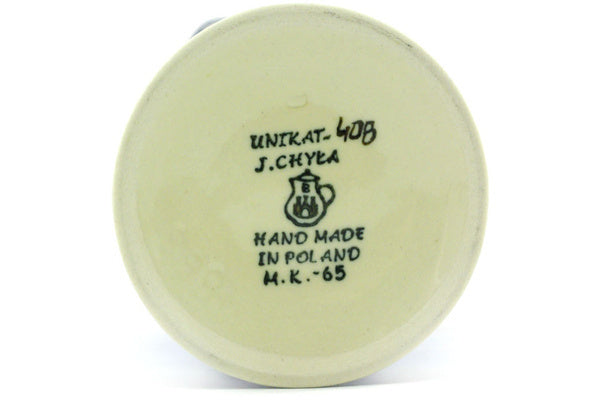 UNIKAT-408
J.CHYŁA
B
HAND MADE
IN POLAND
M.K.-65